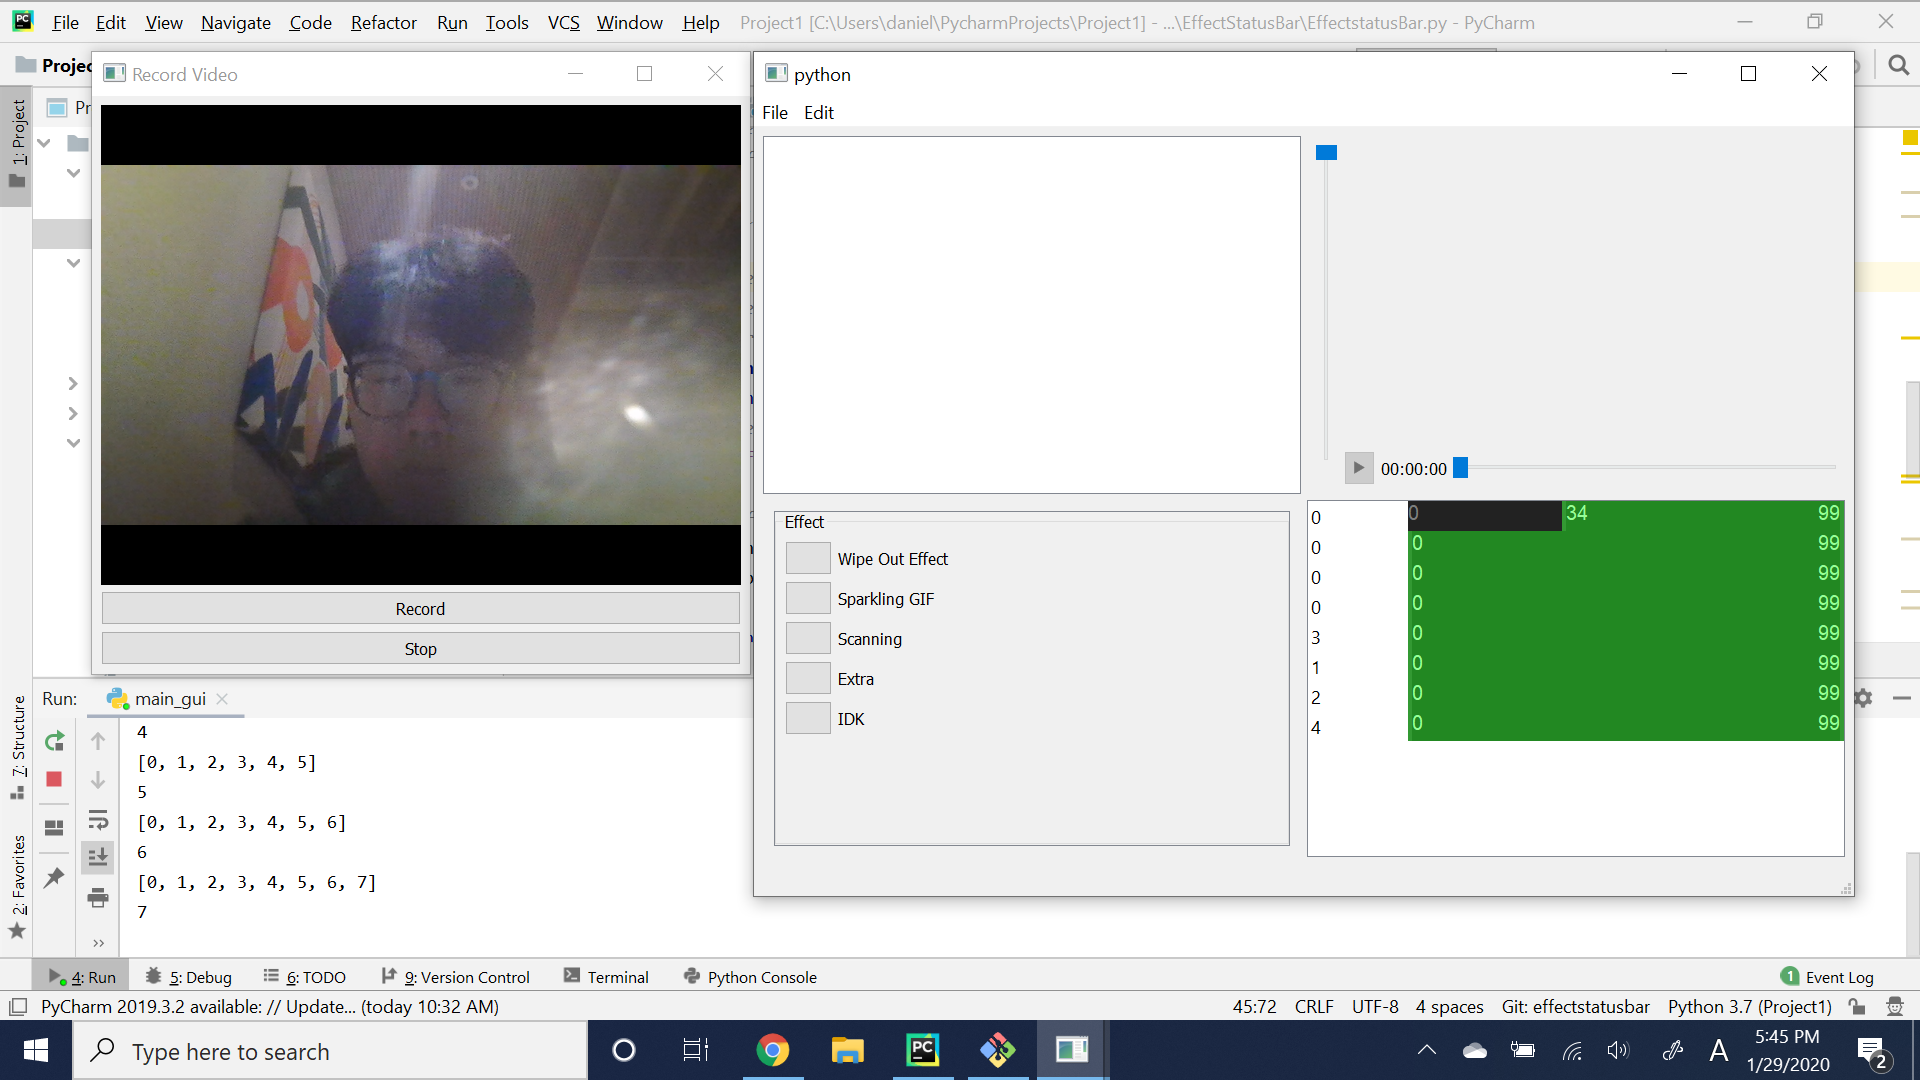 File Edit View Navigate Code Refactor Run Tools VCS Window Help Project1 [C:\Users\daniel\PycharmProjects\Project1] - ...\EffectStatusBar\EffectstatusBar.py - PyCharm
Projec
1: Project
Pr
Record Video
Record
Stop
python
File Edit
00:00:00
Effect
Wipe Out Effect
Sparkling GIF
Scanning
Extra
IDK
0 0 34 99
0 0 99
0 0 99
0 0 99
3 0 99
1 0 99
2 0 99
4 0 99
7: Structure
2: Favorites
Run: main_gui
4
[0, 1, 2, 3, 4, 5]
5
[0, 1, 2, 3, 4, 5, 6]
6
[0, 1, 2, 3, 4, 5, 6, 7]
7
4: Run 5: Debug 6: TODO 9: Version Control Terminal Python Console 1 Event Log
PyCharm 2019.3.2 available: // Update... (today 10:32 AM) 45:72 CRLF UTF-8 4 spaces Git: effectstatusbar Python 3.7 (Project1)
Type here to search
PC
A
5:45 PM
1/29/2020
2